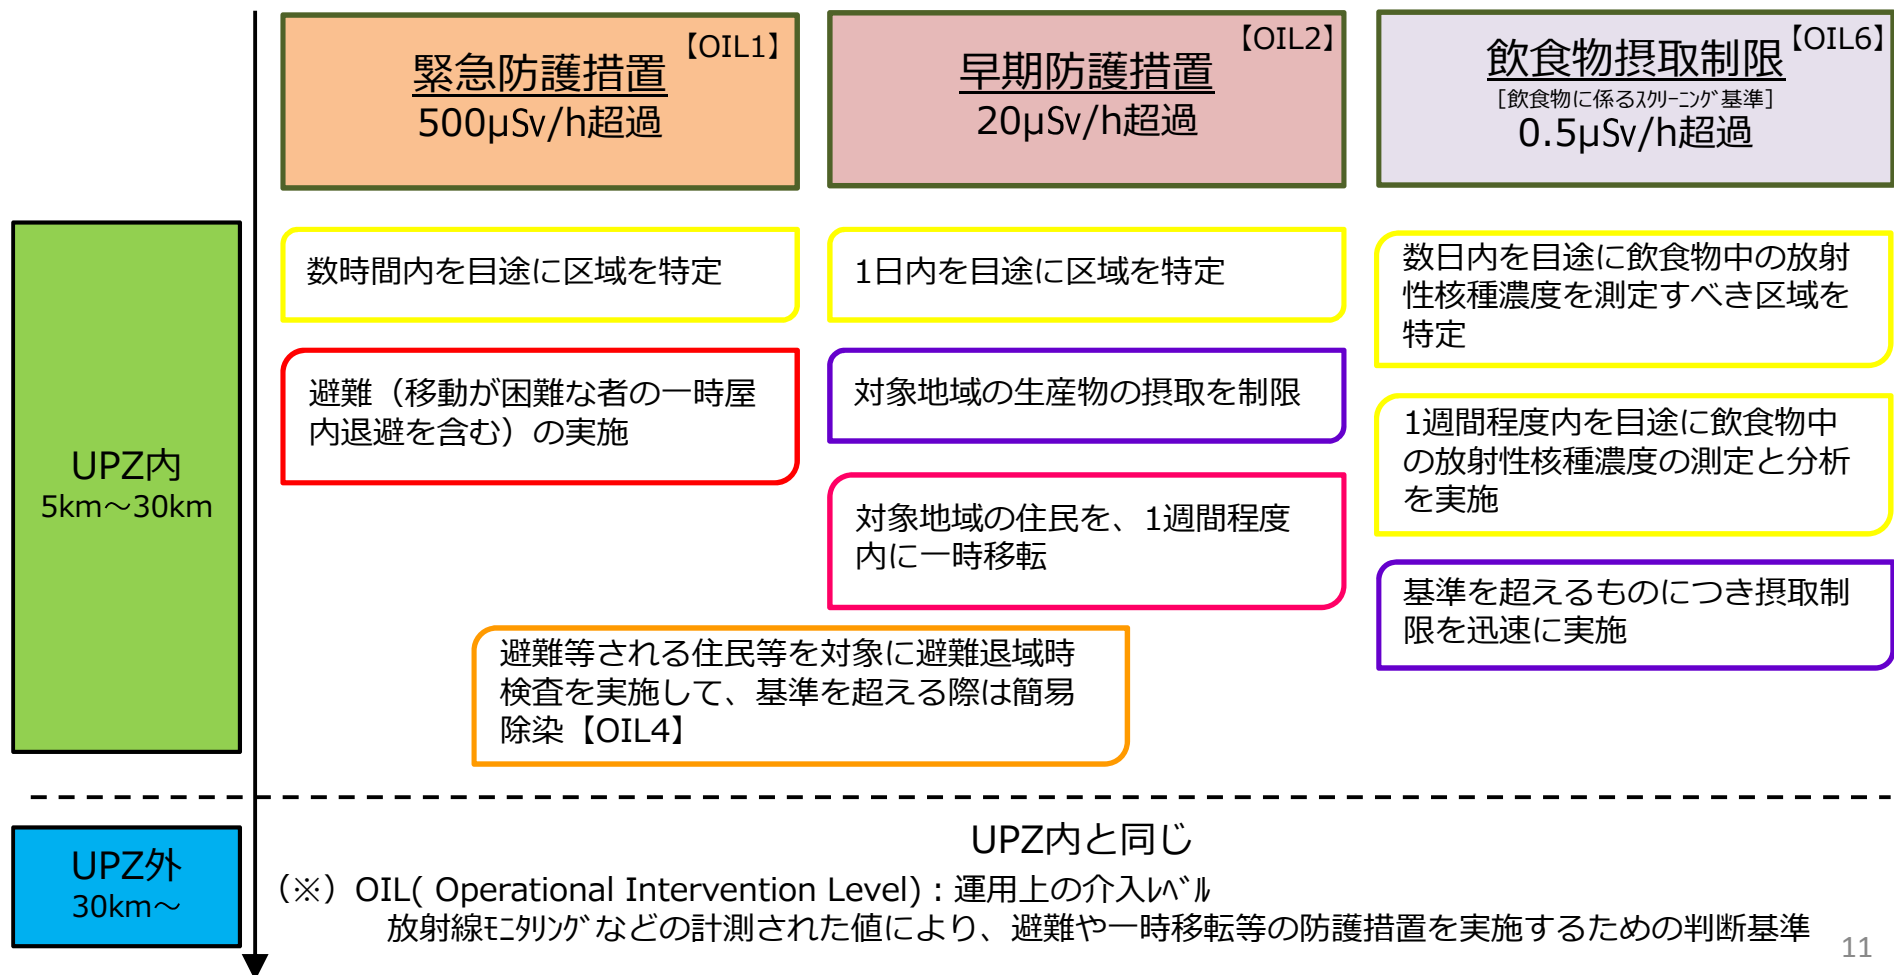 緊急防護措置
【OIL1】
500μSv/h超過
早期防護措置
【OIL2】
20μSv/h超過
飲食物摂取制限
【OIL6】
[飲食物に係るｽｸﾘｰﾆﾝｸﾞ基準]
0.5μSv/h超過
UPZ内
5km～30km
数時間内を目途に区域を特定
避難（移動が困難な者の一時屋
内退避を含む）の実施
1日内を目途に区域を特定
対象地域の生産物の摂取を制限
対象地域の住民を、1週間程度
内に一時移転
数日内を目途に飲食物中の放射
性核種濃度を測定すべき区域を
特定
1週間程度内を目途に飲食物中
の放射性核種濃度の測定と分析
を実施
基準を超えるものにつき摂取制
限を迅速に実施
避難等される住民等を対象に避難退域時
検査を実施して、基準を超える際は簡易
除染【OIL4】
UPZ外
30km～
UPZ内と同じ
（※）OIL( Operational Intervention Level)：運用上の介入ﾚﾍﾞﾙ
放射線ﾓﾆﾀﾘﾝｸﾞなどの計測された値により、避難や一時移転等の防護措置を実施するための判断基準
11